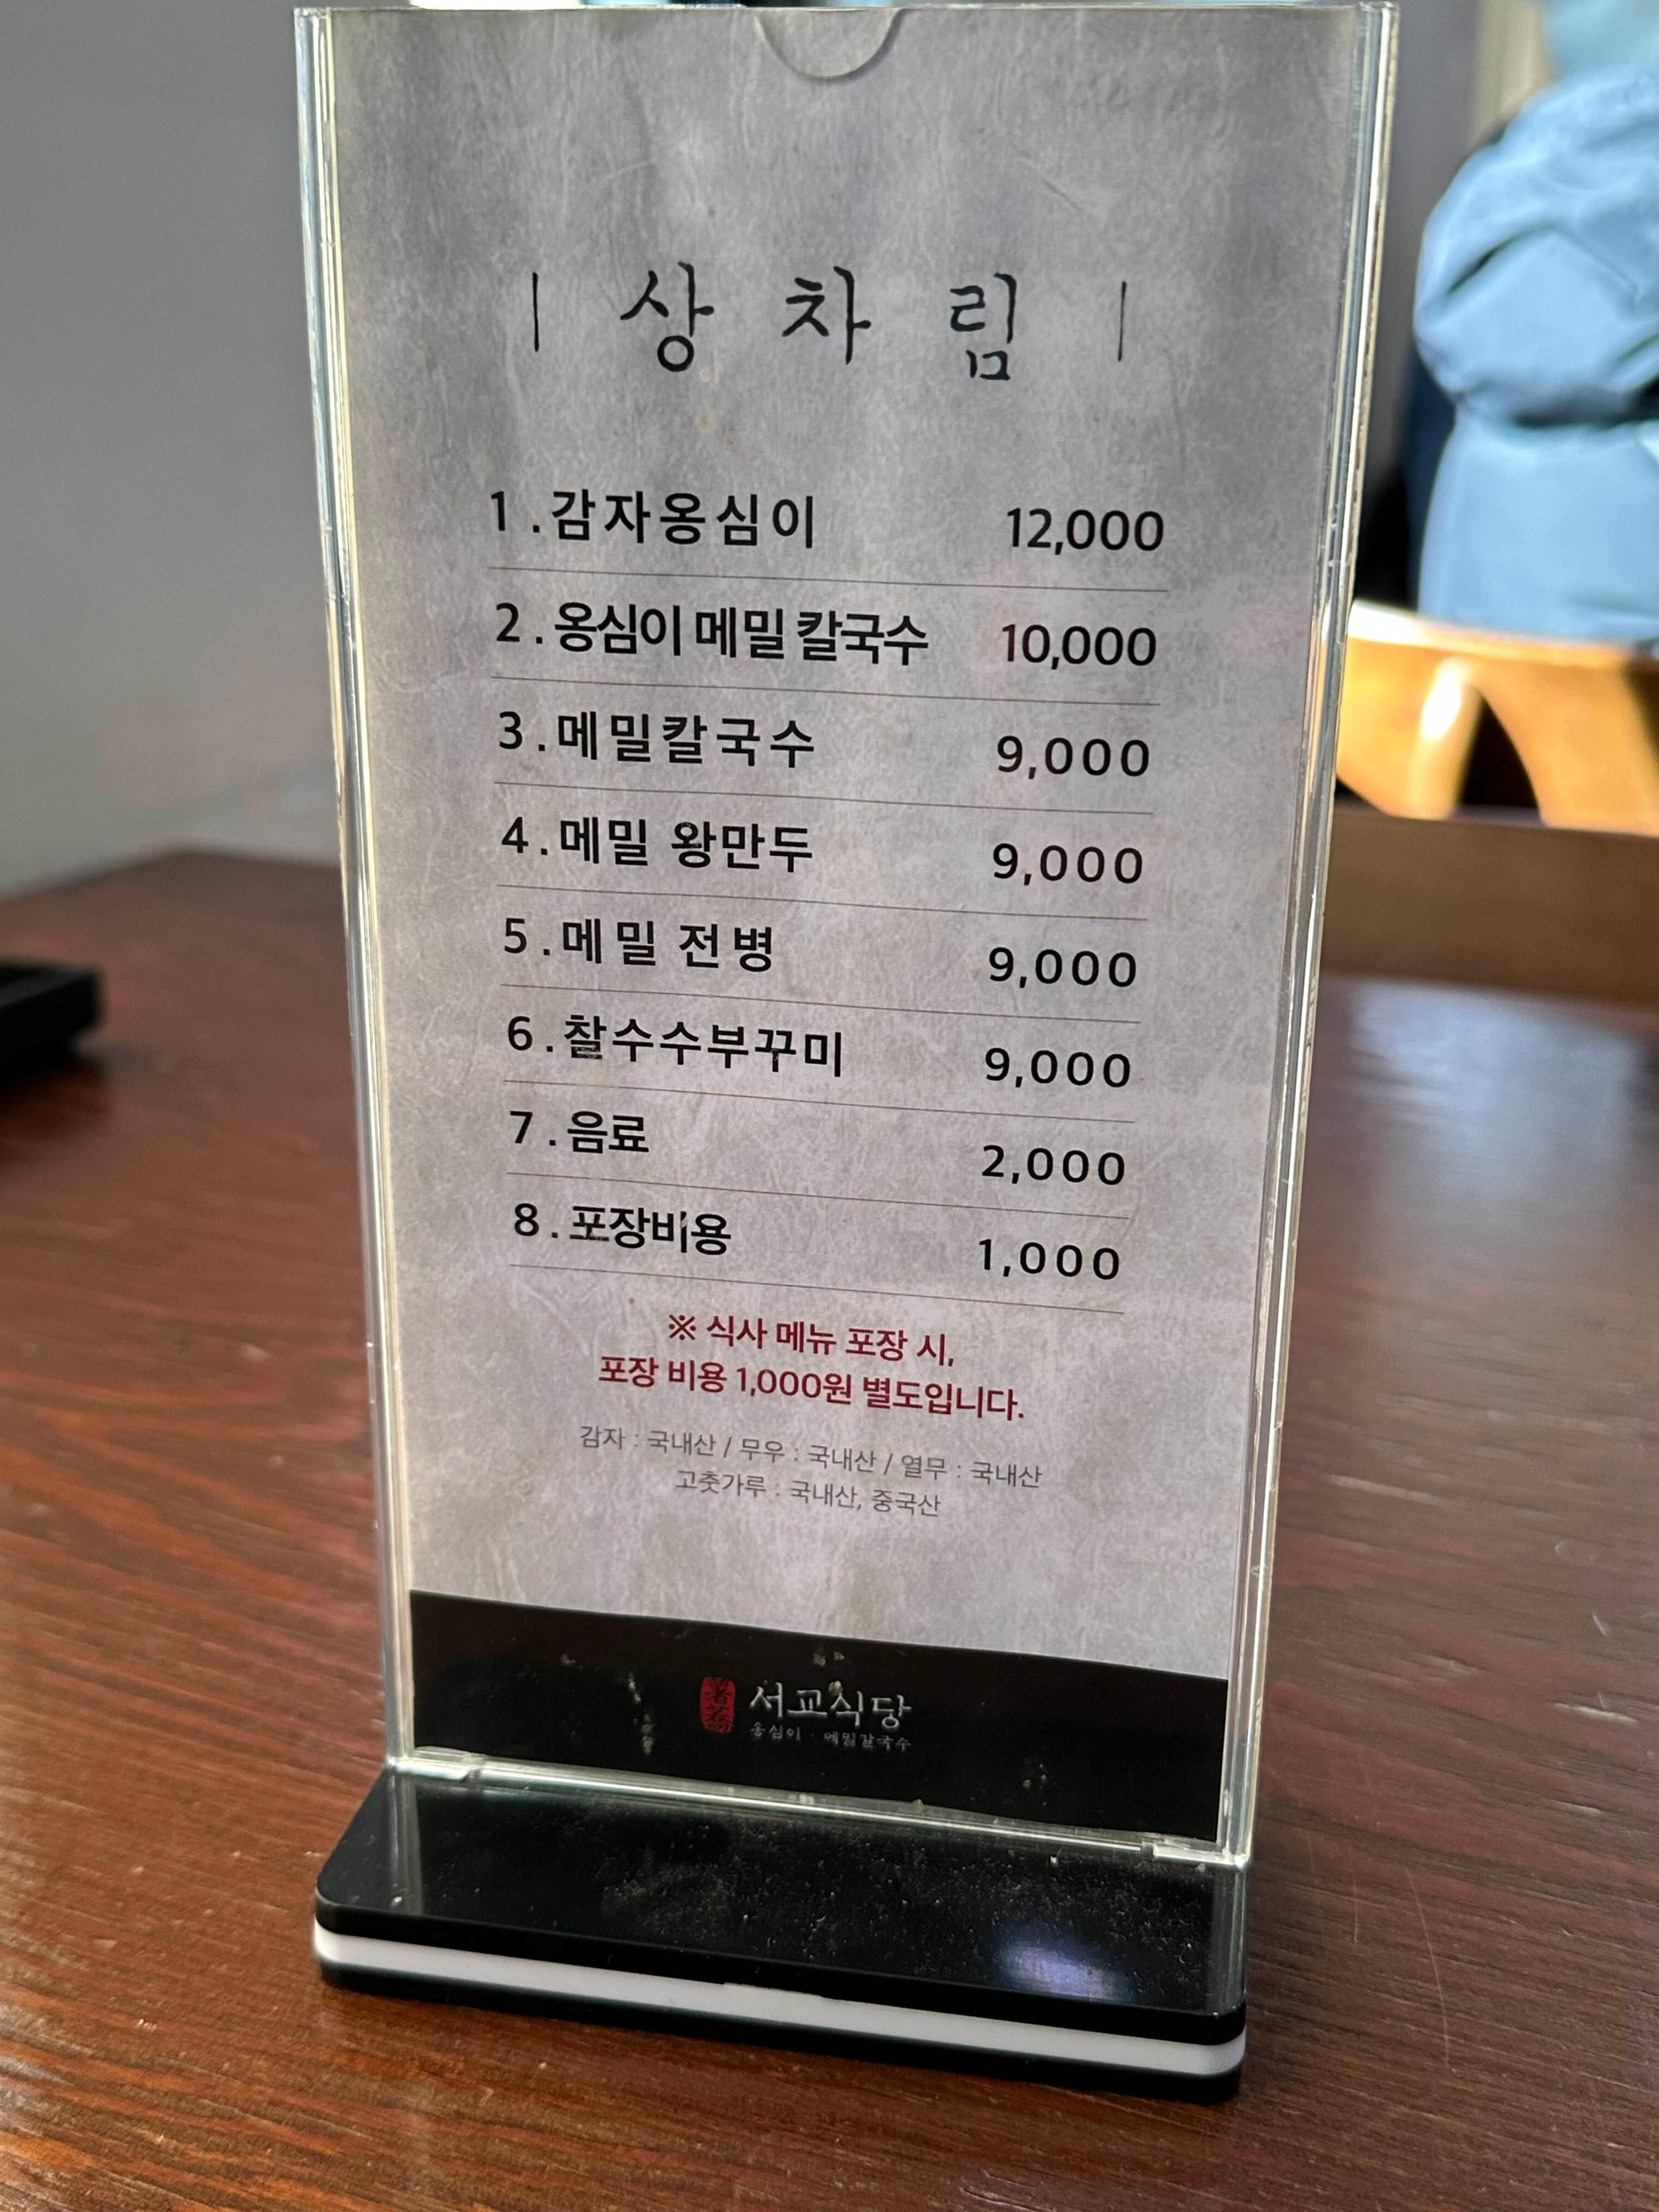 | 상 차 림 |
1. 감자옹심이 12,000
2. 옹심이 메밀 칼국수 10,000
3. 메밀칼국수 9,000
4. 메밀 왕만두 9,000
5. 메밀 전병 9,000
6. 찰수수부꾸미 9,000
7. 음료 2,000
8. 포장비용 1,000
※ 식사 메뉴 포장 시,
포장 비용 1,000원 별도입니다.
감자 : 국내산 / 무우 : 국내산 / 열무 : 국내산
고춧가루 : 국내산, 중국산
서교식당
옹심이 · 메밀칼국수